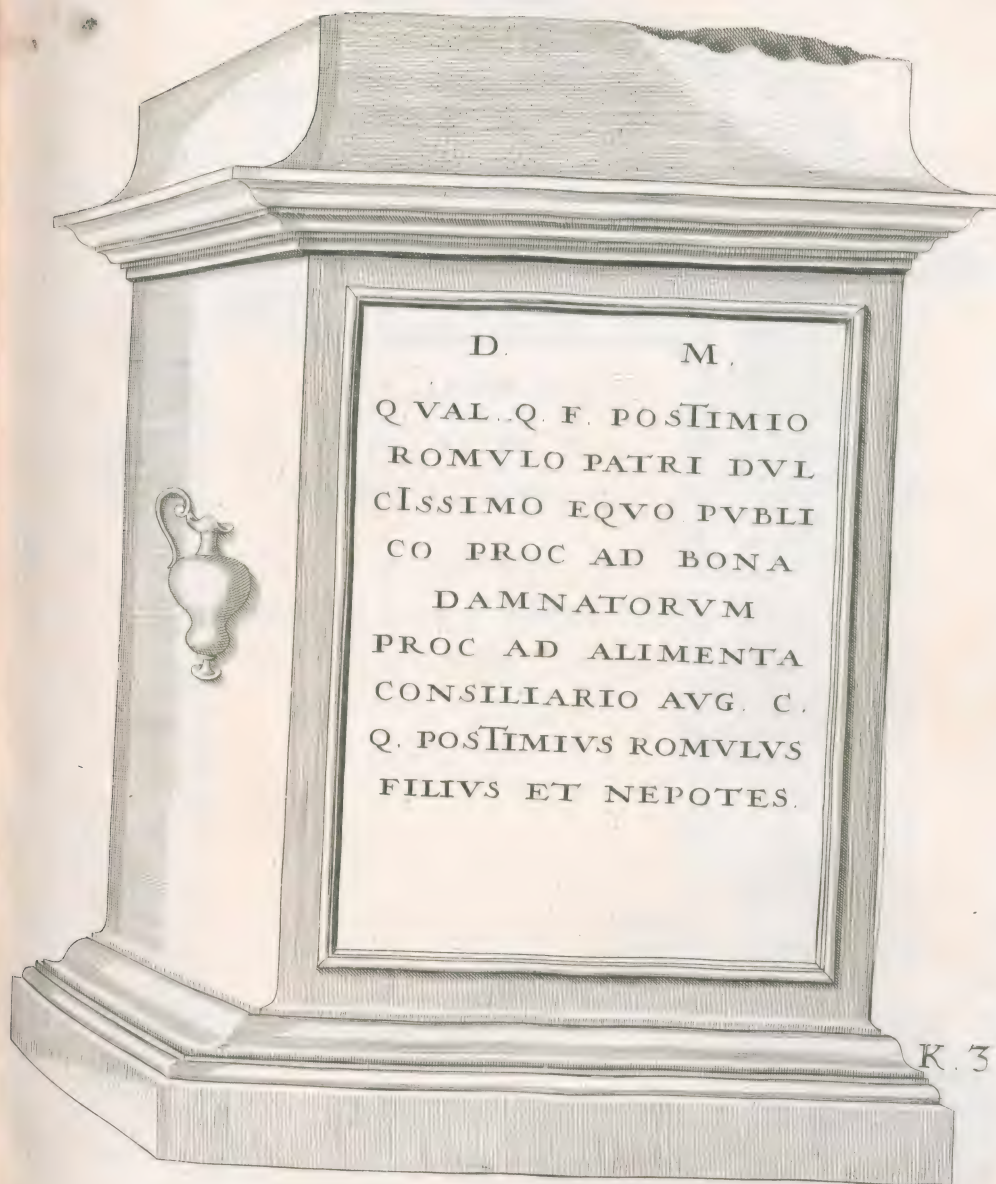 D. M.
Q VAL. Q. F. POSTIMIO
ROMVLO PATRI DVL
CISSIMO EQVO PVBLI
CO PROC AD BONA
DAMNATORVM
PROC AD ALIMENTA
CONSILIARIO AVG. C.
Q. POSTIMIVS ROMVLVS
FILIVS ET NEPOTES.
K. 3